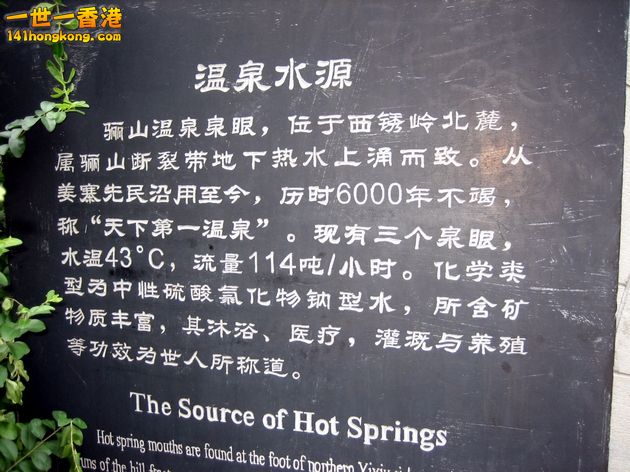 一世一香港
141hongkong.com
温泉水源
骊山温泉泉眼，位于西锈岭北麓，
属骊山断裂带地下热水上涌而致。从
姜寨先民沿用至今，历时6000年不竭，
称“天下第一温泉”。现有三个泉眼，
水温43°C，流量114吨/小时。化学类
型为中性硫酸氯化物钠型水，所含矿
物质丰富，其沐浴、医疗，灌溉与养殖
等功效为世人所称道。
The Source of Hot Springs
Hot spring mouths are found at the foot of northern
uns of the hill